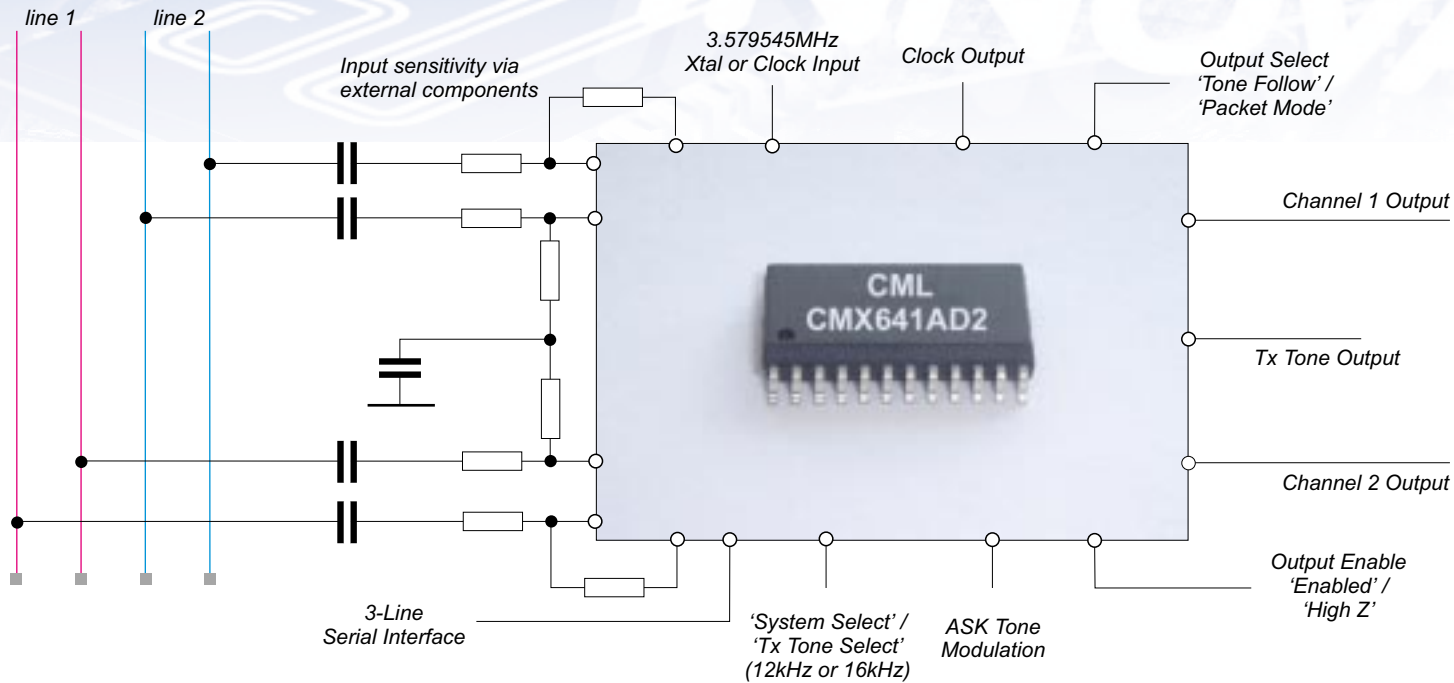 line 1
line 2
Input sensitivity via
external components
3.579545MHz
Xtal or Clock Input
Clock Output
Output Select
‘Tone Follow’ /
‘Packet Mode’
Channel 1 Output
CML
CMX641AD2
Tx Tone Output
Channel 2 Output
Output Enable
‘Enabled’ /
‘High Z’
3-Line
Serial Interface
‘System Select’ /
‘Tx Tone Select’
(12kHz or 16kHz)
ASK Tone
Modulation